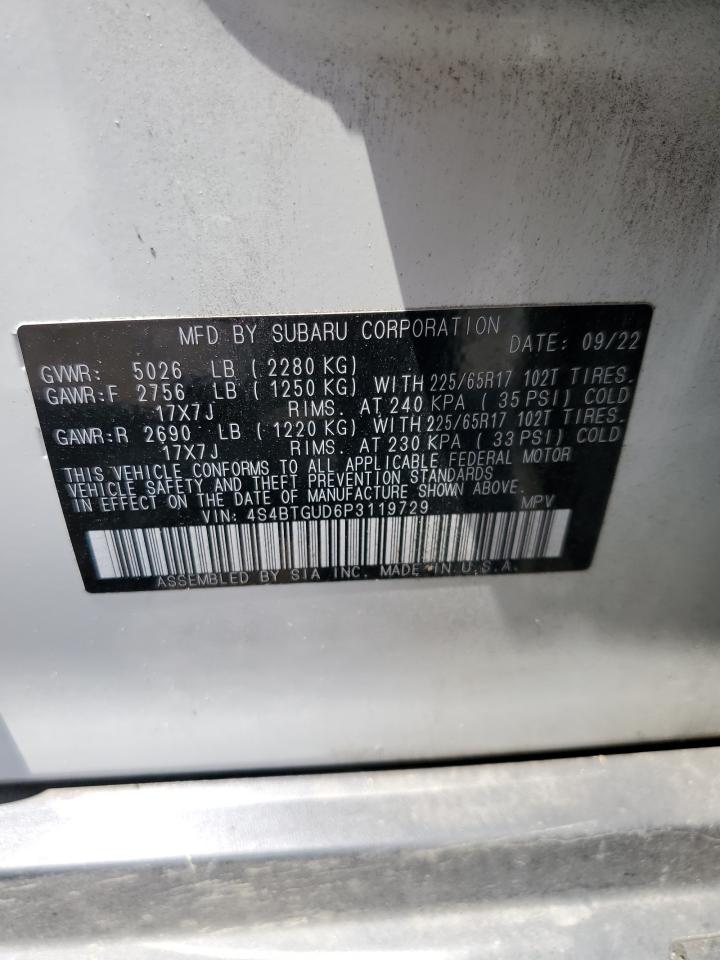 MFD BY SUBARU CORPORATION DATE: 09/22
GVWR: 5026 LB ( 2280 KG)
GAWR:F 2756 LB ( 1250 KG) WITH 225/65R17 102T TIRES.
17X7J RIMS. AT 240 KPA ( 35 PSI) COLD
GAWR:R 2690 LB ( 1220 KG) WITH 225/65R17 102T TIRES.
17X7J RIMS. AT 230 KPA ( 33 PSI) COLD
THIS VEHICLE CONFORMS TO ALL APPLICABLE FEDERAL MOTOR
VEHICLE SAFETY AND THEFT PREVENTION STANDARDS
IN EFFECT ON THE DATE OF MANUFACTURE SHOWN ABOVE.
VIN: 4S4BTGUD6P3119729 MPV
ASSEMBLED BY SIA INC. MADE IN U.S.A.